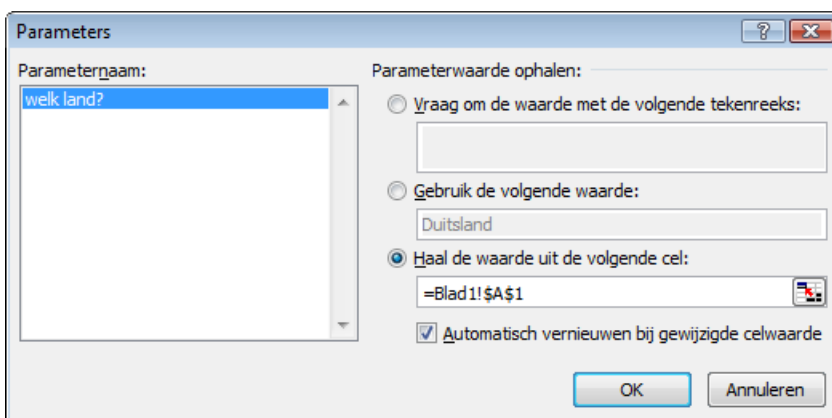 Parameters
Parameternaam:
welk land?
Parameterwaarde ophalen:
Vraag om de waarde met de volgende tekenreeks:
Gebruik de volgende waarde:
Duitsland
Haal de waarde uit de volgende cel:
=Blad1!$A$1
Automatisch vernieuwen bij gewijzigde celwaarde
OK
Annuleren